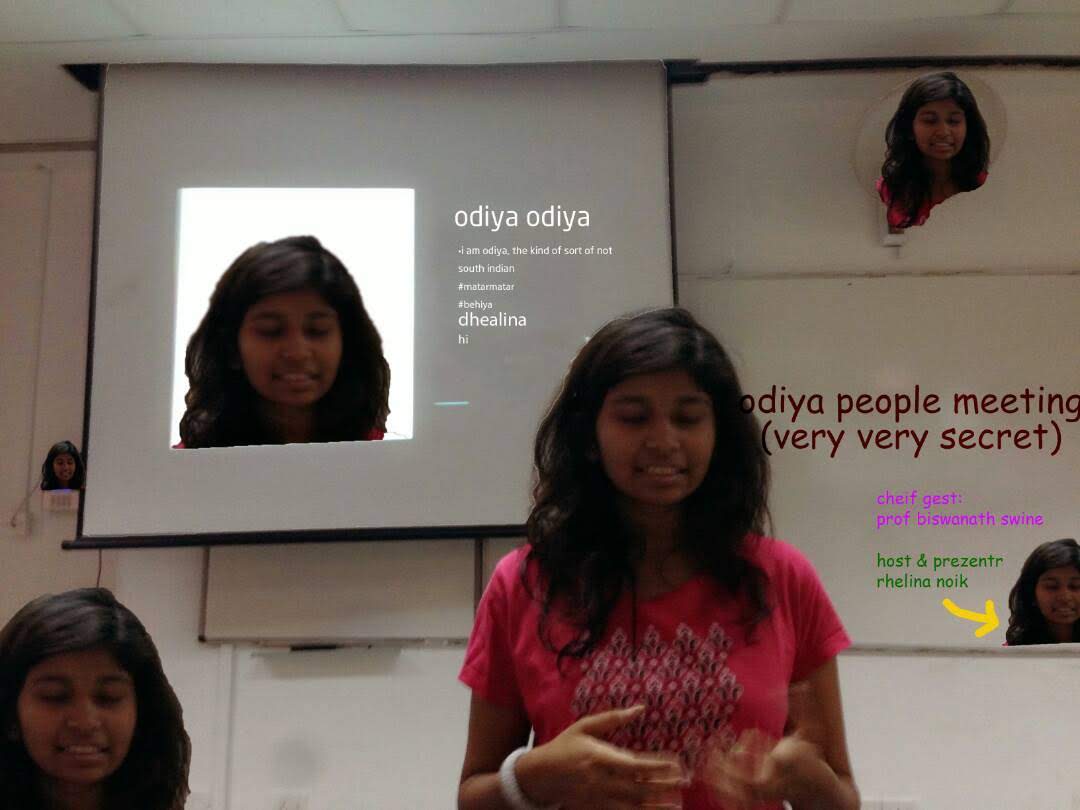 odiya odiya
•i am odiya, the kind of sort of not
south indian
#matarmatar
#behiya
dhealina
hi
odiya people meeting
(very very secret)
cheif gest:
prof biswanath swine
host & prezentr
rhelina noik